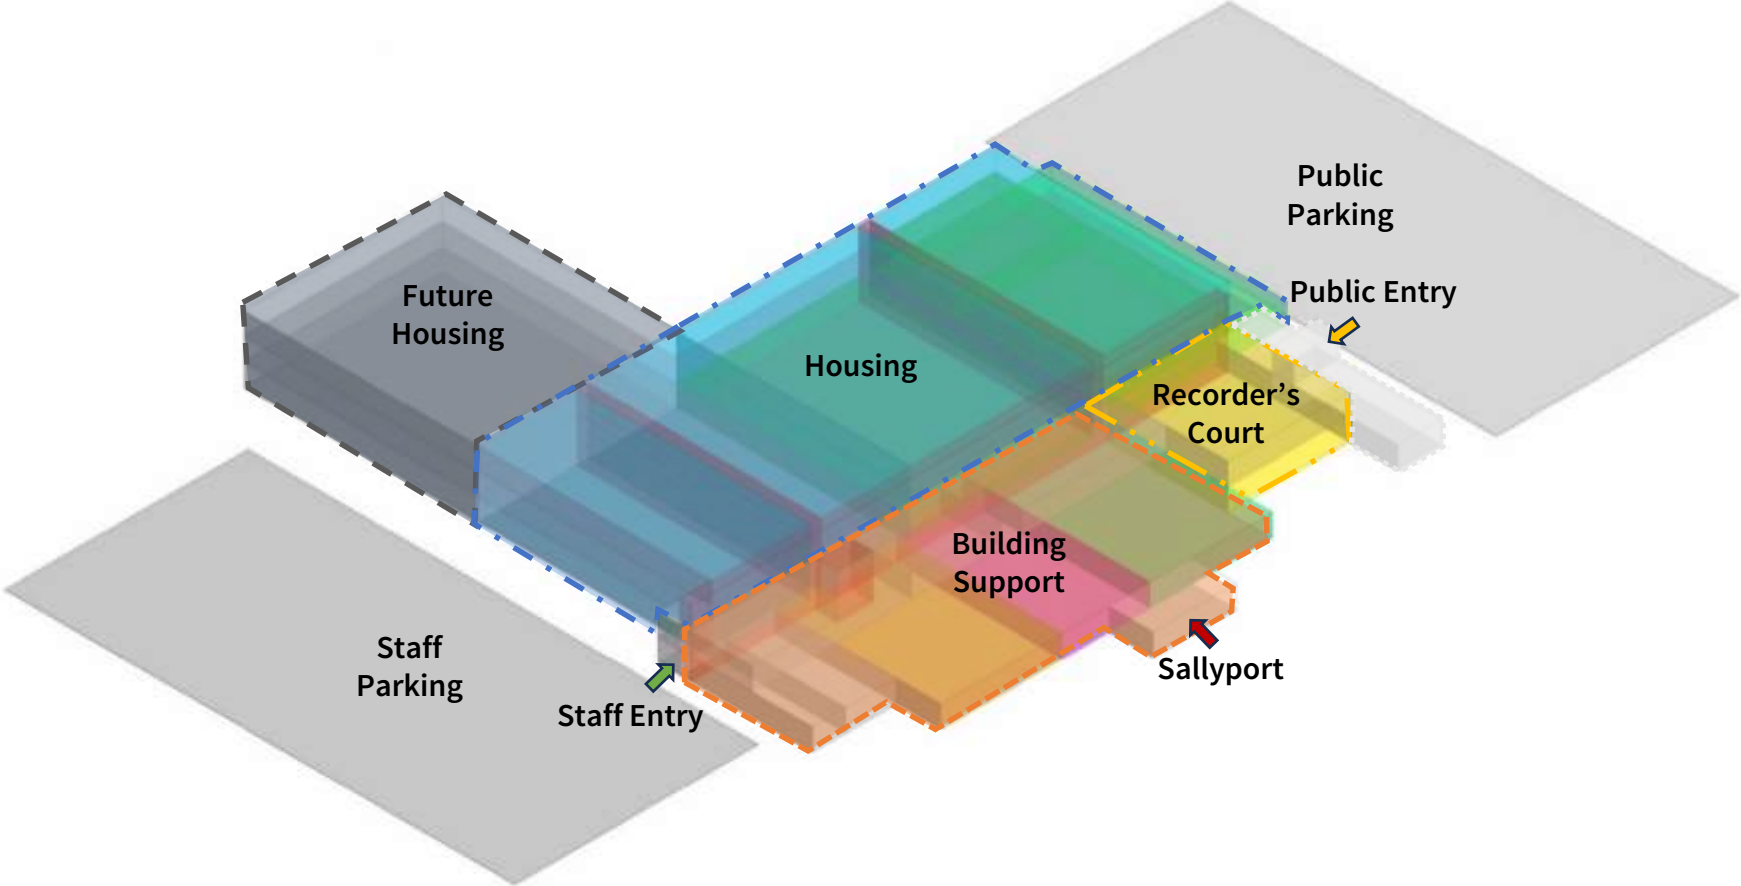 Public
Parking
Public Entry
Future
Housing
Housing
Recorder’s
Court
Building
Support
Sallyport
Staff
Parking
Staff Entry